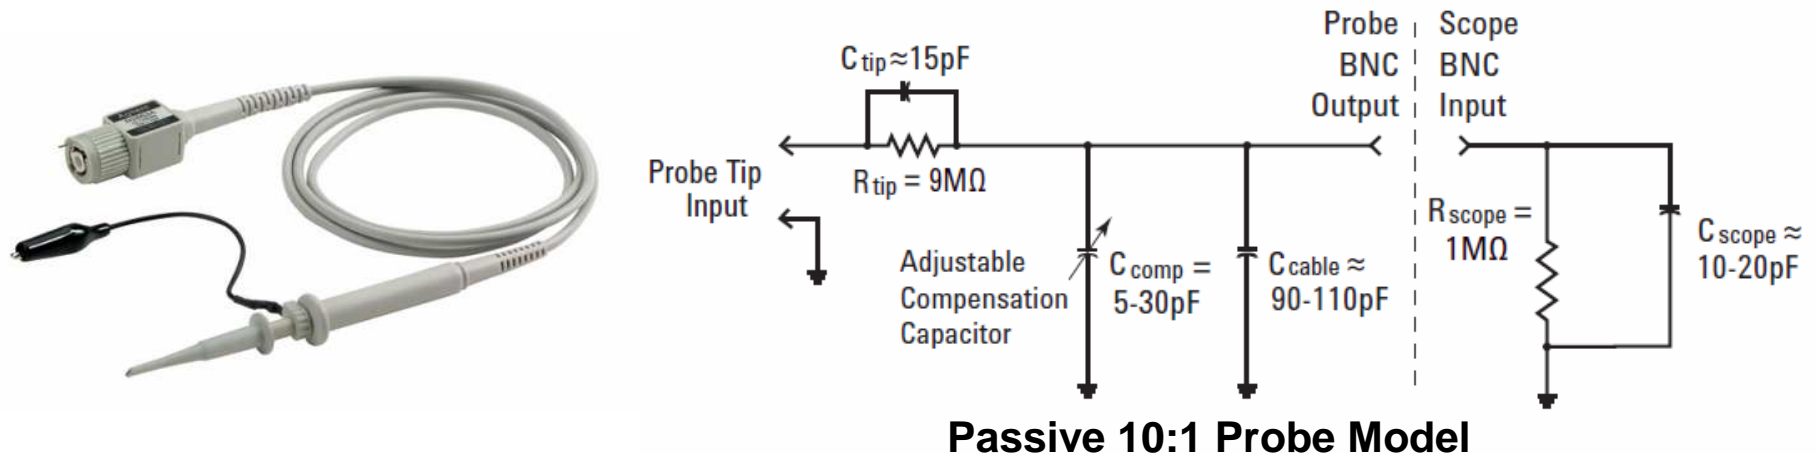 Probe
BNC
Output
Scope
BNC
Input
C tip ≈15pF
R tip = 9MΩ
Probe Tip
Input
Adjustable
Compensation
Capacitor
C comp =
5-30pF
C cable ≈
90-110pF
R scope =
1MΩ
C scope ≈
10-20pF
Passive 10:1 Probe Model